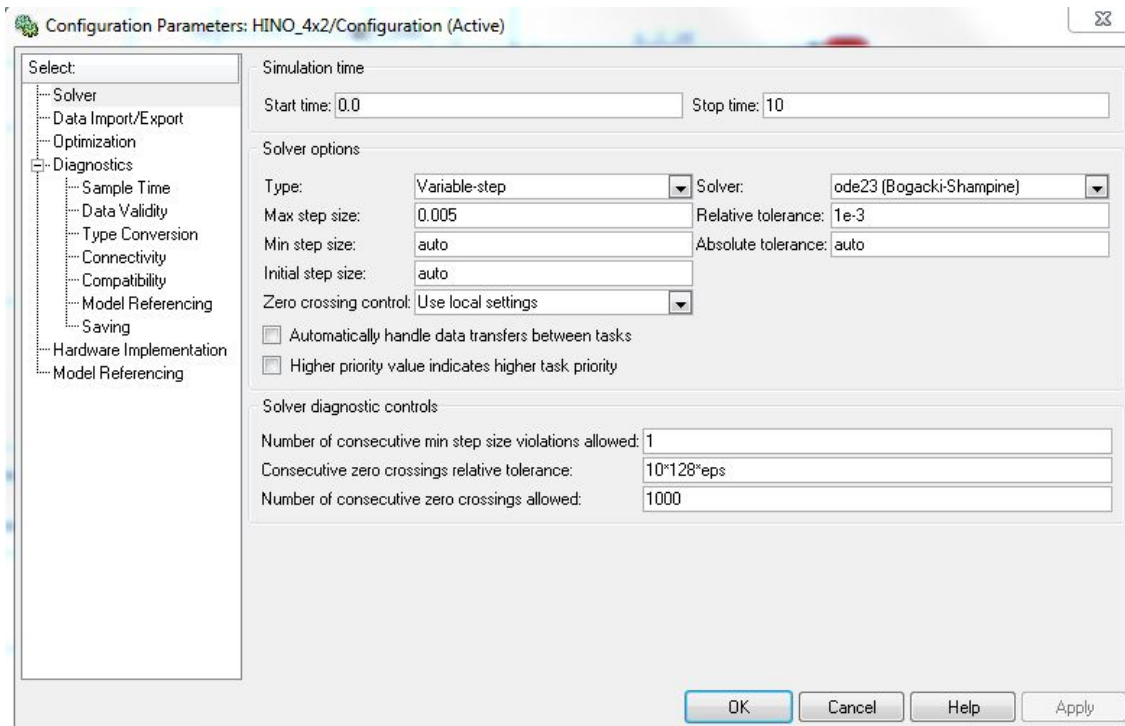 Configuration Parameters: HINO_4x2/Configuration (Active)
Select:
Solver
Data Import/Export
Optimization
Diagnostics
Sample Time
Data Validity
Type Conversion
Connectivity
Compatibility
Model Referencing
Saving
Hardware Implementation
Model Referencing
Simulation time
Start time: 0.0 Stop time: 10
Solver options
Type: Variable-step Solver: ode23 (Bogacki-Shampine)
Max step size: 0.005 Relative tolerance: 1e-3
Min step size: auto Absolute tolerance: auto
Initial step size: auto
Zero crossing control: Use local settings
Automatically handle data transfers between tasks
Higher priority value indicates higher task priority
Solver diagnostic controls
Number of consecutive min step size violations allowed: 1
Consecutive zero crossings relative tolerance: 10*128*eps
Number of consecutive zero crossings allowed: 1000
OK Cancel Help Apply